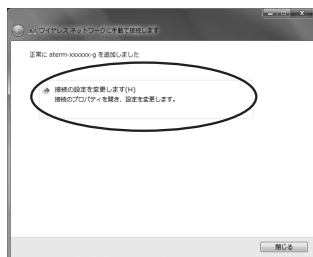 ワイヤレス ネットワークに手動で接続します
正常に aterm-xxxxxx-g を追加しました
接続の設定を変更します(H)
接続のプロパティを開き、設定を変更します。
閉じる